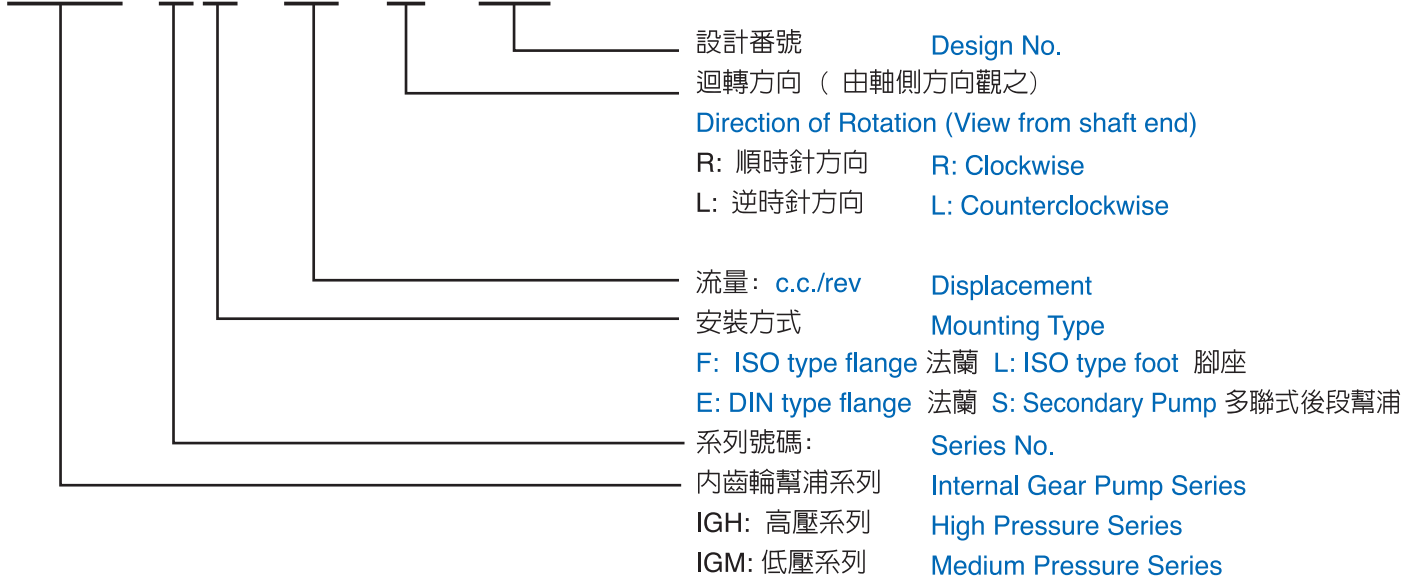 設計番號 Design No.
迴轉方向 ( 由軸側方向觀之)
Direction of Rotation (View from shaft end)
R: 順時針方向 R: Clockwise
L: 逆時針方向 L: Counterclockwise
流量: c.c./rev Displacement
安裝方式 Mounting Type
F: ISO type flange 法蘭 L: ISO type foot 腳座
E: DIN type flange 法蘭 S: Secondary Pump 多聯式後段幫浦
系列號碼: Series No.
內齒輪幫浦系列 Internal Gear Pump Series
IGH: 高壓系列 High Pressure Series
IGM: 低壓系列 Medium Pressure Series